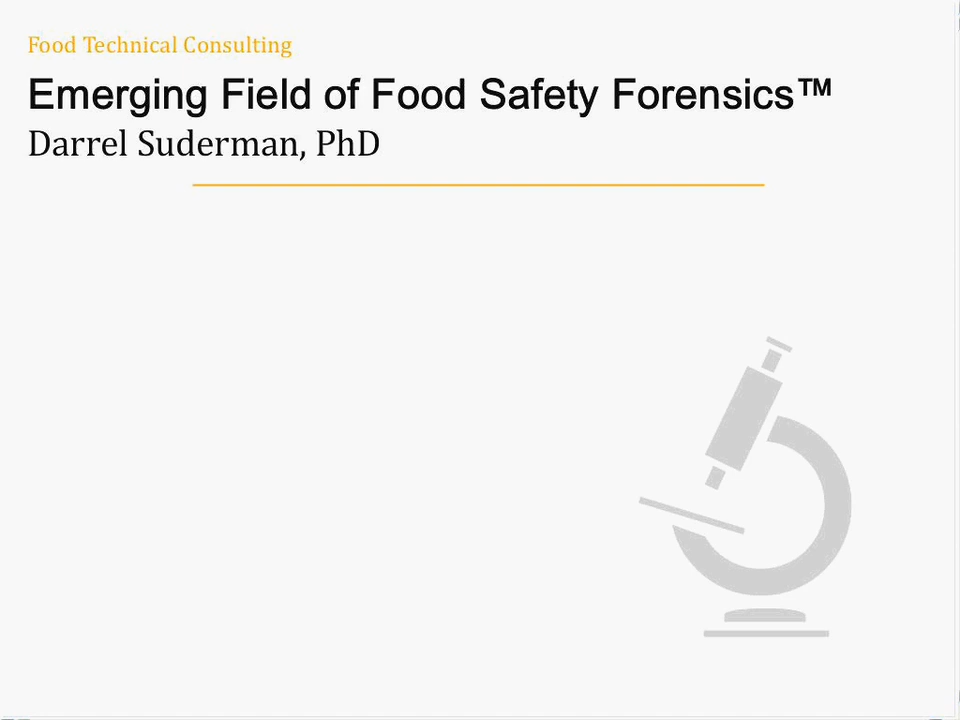 Food Technical Consulting
Emerging Field of Food Safety Forensics™
Darrel Suderman, PhD